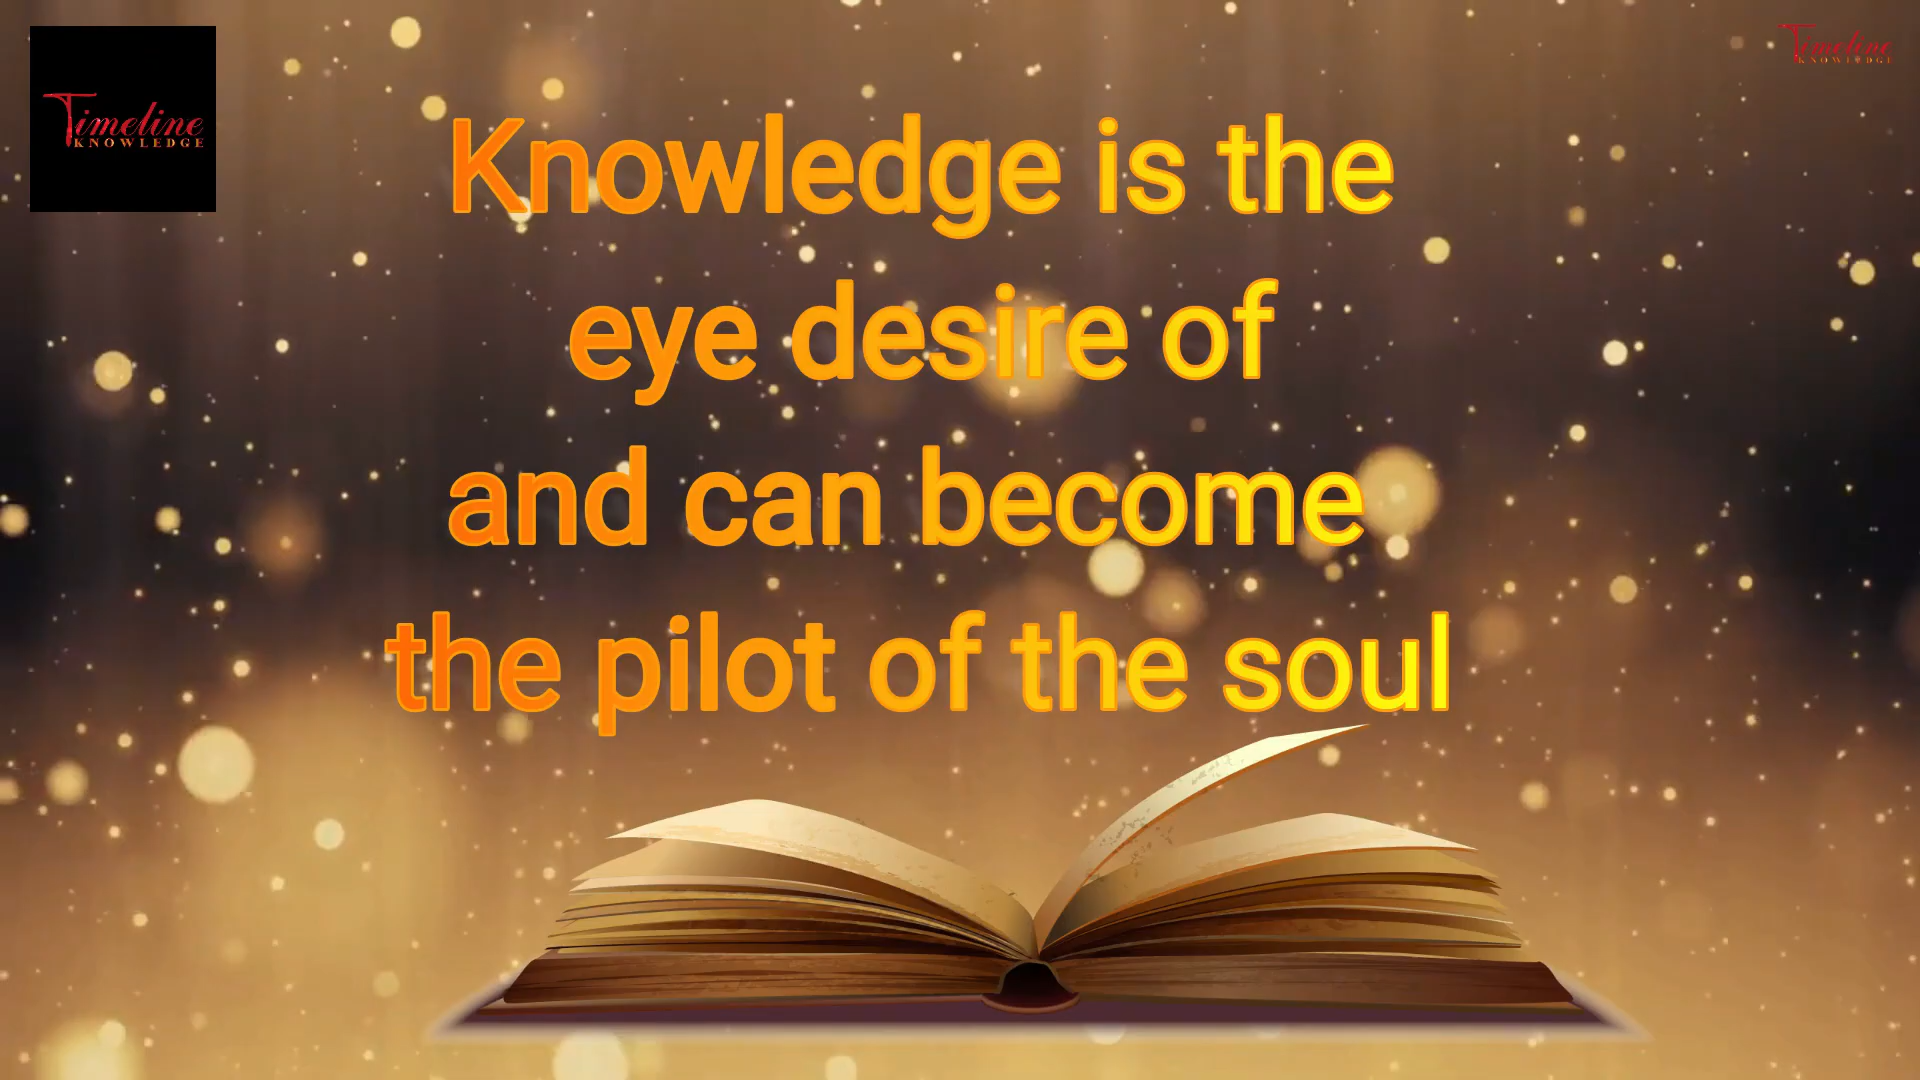 Timeline
KNOWLEDGE
Timeline
KNOWLEDGE
Knowledge is the
eye desire of
and can become
the pilot of the soul